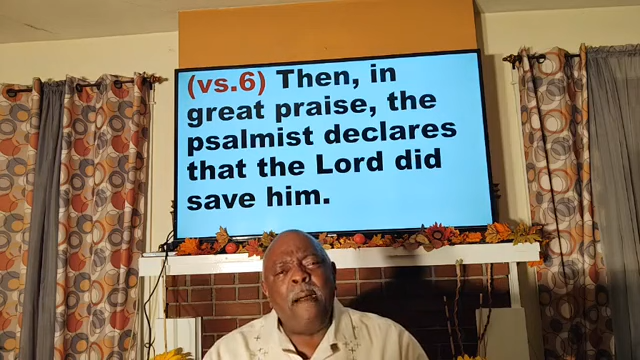 (vs.6) Then, in
great praise, the
psalmist declares
that the Lord did
save him.